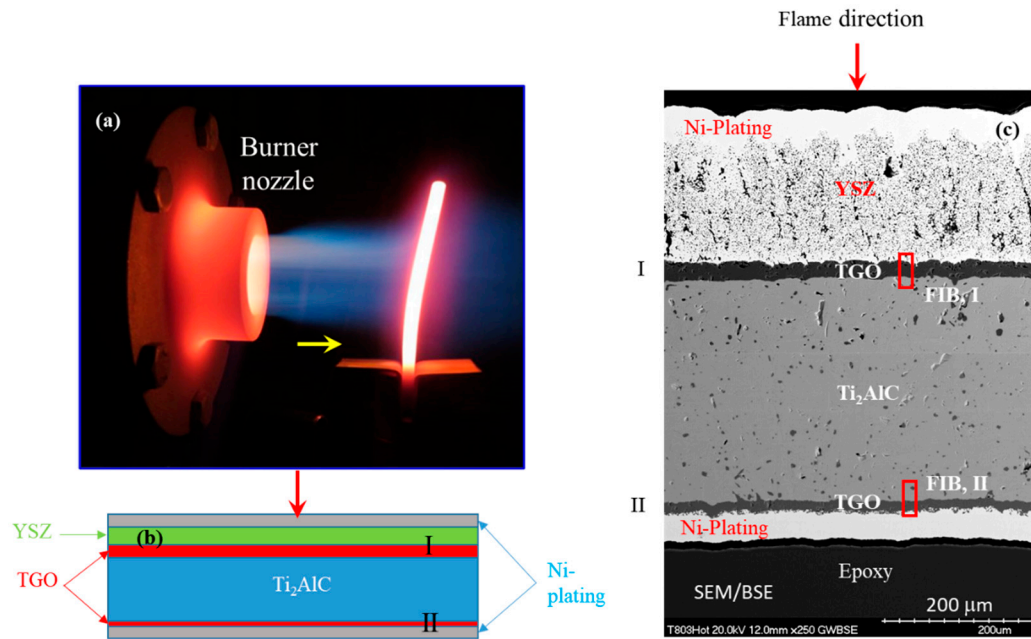 (a)
Burner
nozzle
YSZ
TGO
(b)
I
Ti₂AlC
II
Ni-
plating
Flame direction
Ni-Plating
(c)
YSZ
I
TGO
FIB, I
Ti₂AlC
FIB, II
II
TGO
Ni-Plating
Epoxy
SEM/BSE
200 μm
T803Hot 20.0kV 12.0mm x250 GWBSE
200um